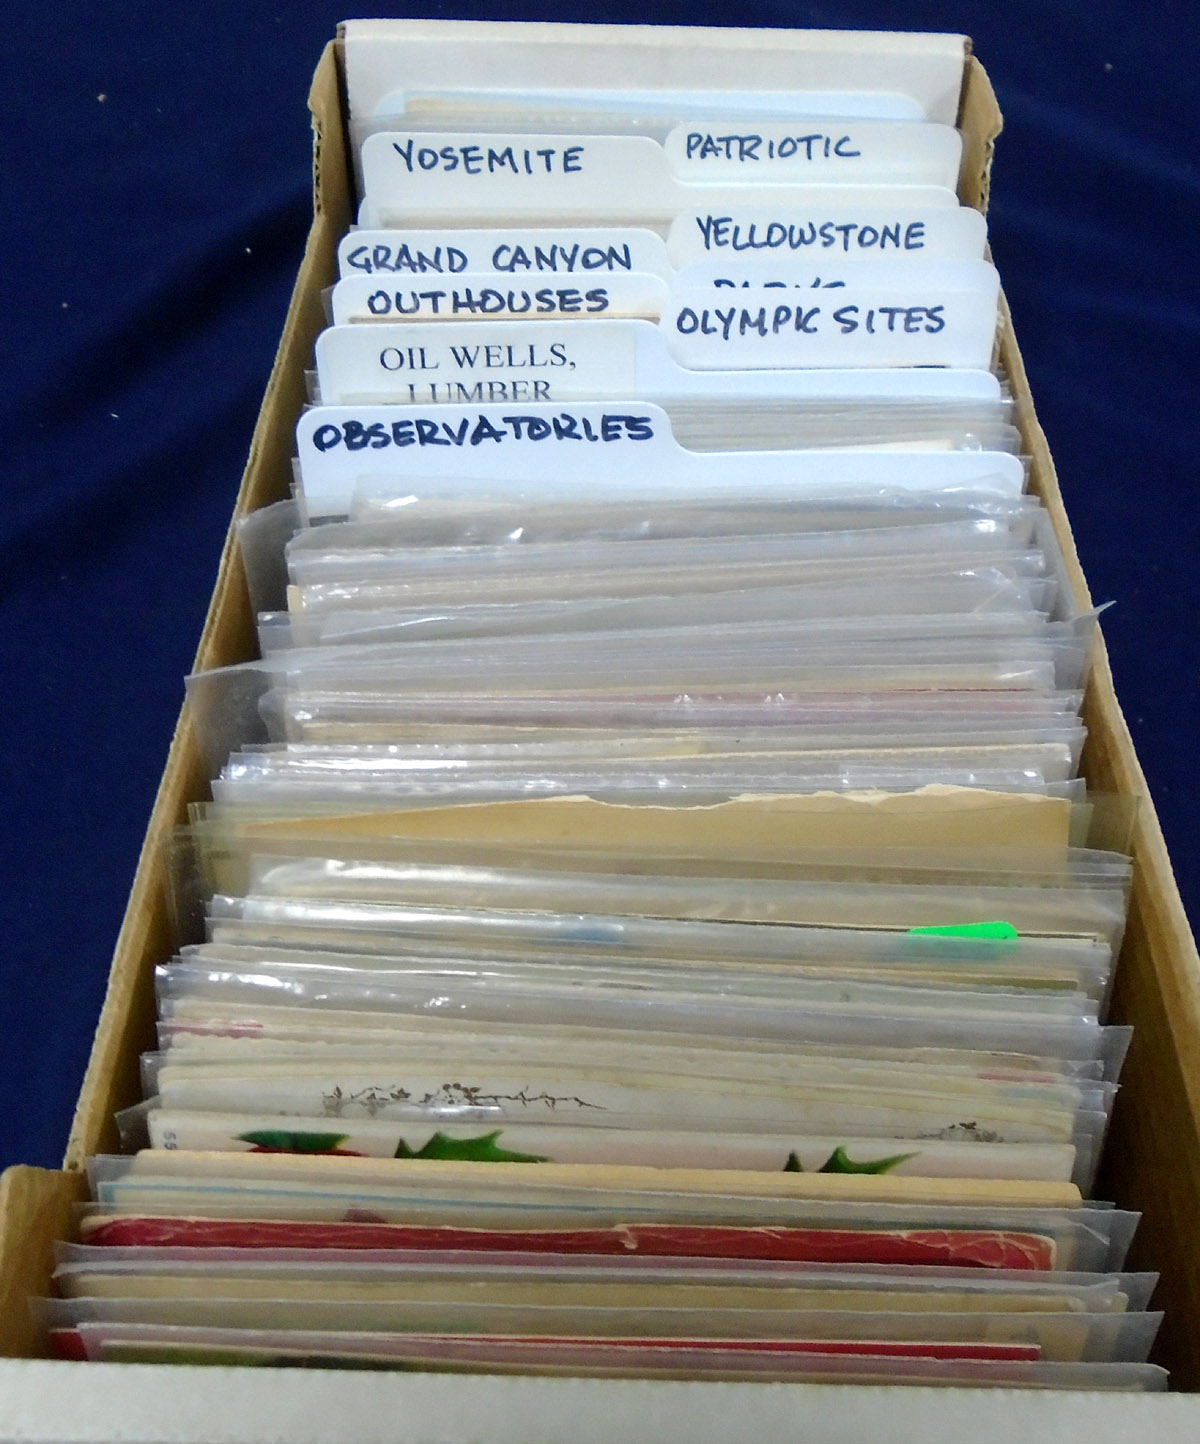 YOSEMITE
PATRIOTIC
YELLOWSTONE
GRAND CANYON
OUTHOUSES
OLYMPIC SITES
OIL WELLS,
LUMBER
OBSERVATORIES